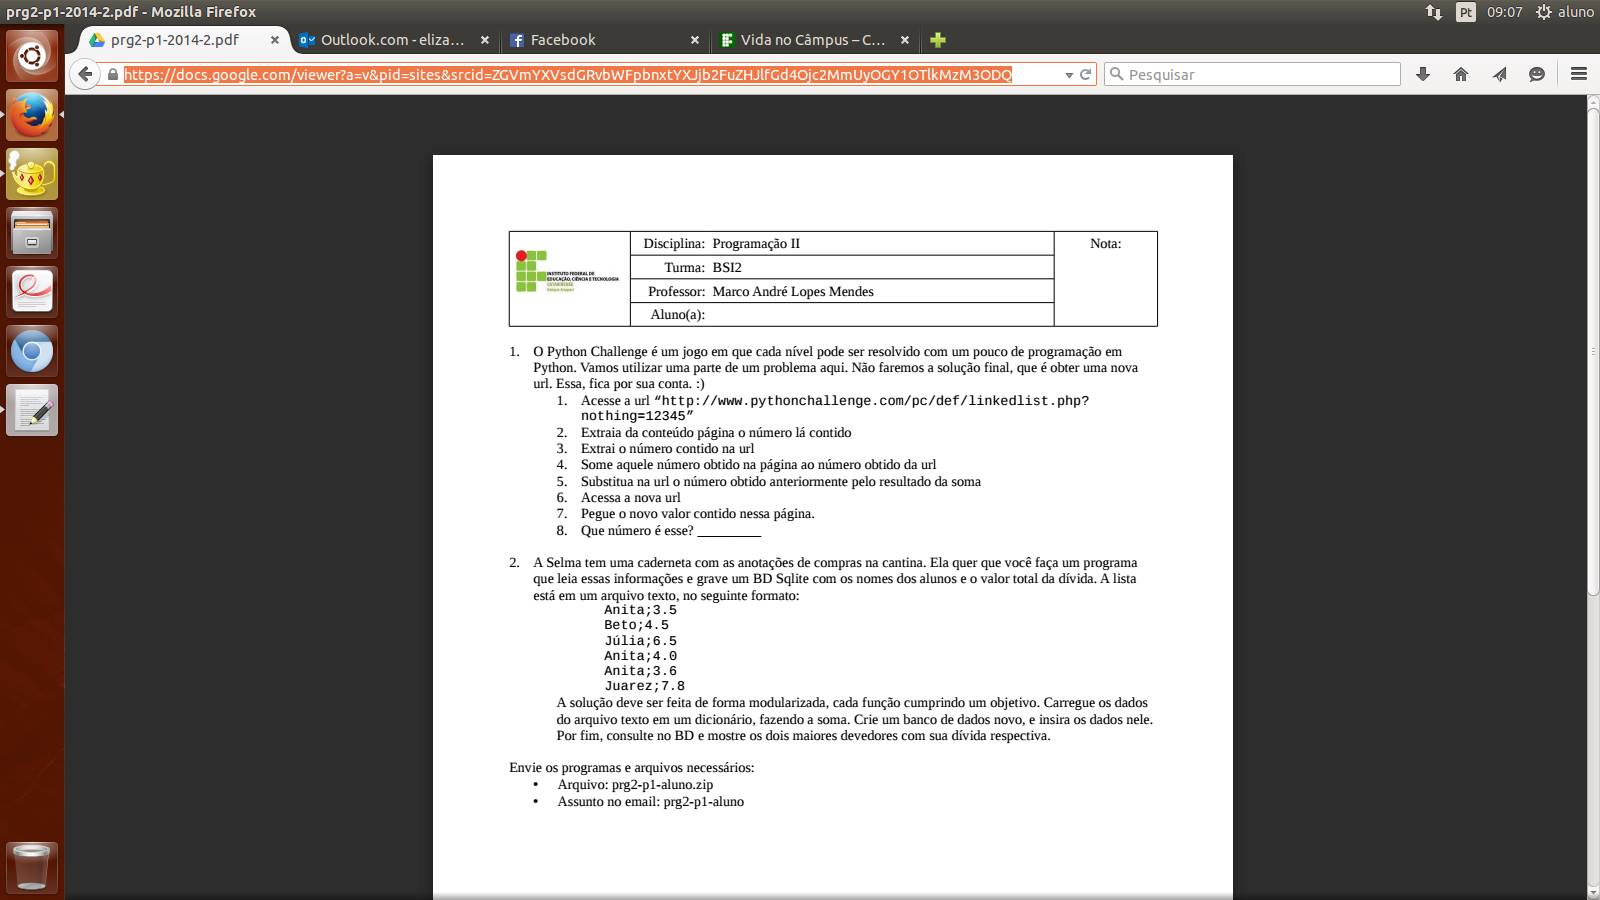 prg2-p1-2014-2.pdf - Mozilla Firefox
Pt 09:07 aluno
prg2-p1-2014-2.pdf
Outlook.com - eliza...
Facebook
Vida no Câmpus – C...
https://docs.google.com/viewer?a=v&pid=sites&srcid=ZGVmYXVsdGRvbWFpbnxtYXJjb2FuZHJlfGd4Ojc2MmUyOGY1OTlkMzM3ODQ
Pesquisar
INSTITUTO FEDERAL DE
EDUCAÇÃO, CIÊNCIA E TECNOLOGIA
CATARINENSE
Câmpus Araquari
Disciplina: Programação II
Nota:
Turma: BSI2
Professor: Marco André Lopes Mendes
Aluno(a):
1. O Python Challenge é um jogo em que cada nível pode ser resolvido com um pouco de programação em
Python. Vamos utilizar uma parte de um problema aqui. Não faremos a solução final, que é obter uma nova
url. Essa, fica por sua conta. :)
1. Acesse a url “http://www.pythonchallenge.com/pc/def/linkedlist.php?
nothing=12345”
2. Extraia da conteúdo página o número lá contido
3. Extrai o número contido na url
4. Some aquele número obtido na página ao número obtido da url
5. Substitua na url o número obtido anteriormente pelo resultado da soma
6. Acessa a nova url
7. Pegue o novo valor contido nessa página.
8. Que número é esse? _________
2. A Selma tem uma caderneta com as anotações de compras na cantina. Ela quer que você faça um programa
que leia essas informações e grave um BD Sqlite com os nomes dos alunos e o valor total da dívida. A lista
está em um arquivo texto, no seguinte formato:
Anita;3.5
Beto;4.5
Júlia;6.5
Anita;4.0
Anita;3.6
Juarez;7.8
A solução deve ser feita de forma modularizada, cada função cumprindo um objetivo. Carregue os dados
do arquivo texto em um dicionário, fazendo a soma. Crie um banco de dados novo, e insira os dados nele.
Por fim, consulte no BD e mostre os dois maiores devedores com sua dívida respectiva.
Envie os programas e arquivos necessários:
• Arquivo: prg2-p1-aluno.zip
• Assunto no email: prg2-p1-aluno